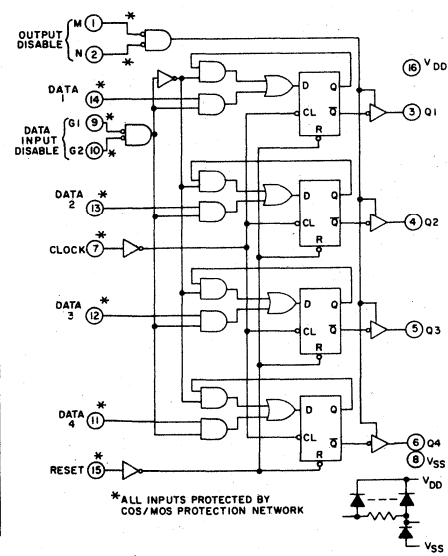 OUTPUT DISABLE { M 1 *
N 2 *
16 V DD
DATA 1 14 *
D Q
CL Q̅
R
3 Q1
DATA INPUT DISABLE { G1 9 *
G2 10 *
DATA 2 13 *
D Q
CL Q̅
R
4 Q2
CLOCK 7 *
DATA 3 12 *
D Q
CL Q̅
R
5 Q3
DATA 4 11 *
D Q
CL Q̅
R
6 Q4
8 VSS
RESET 15 *
*ALL INPUTS PROTECTED BY
COS/MOS PROTECTION NETWORK
VDD
VSS